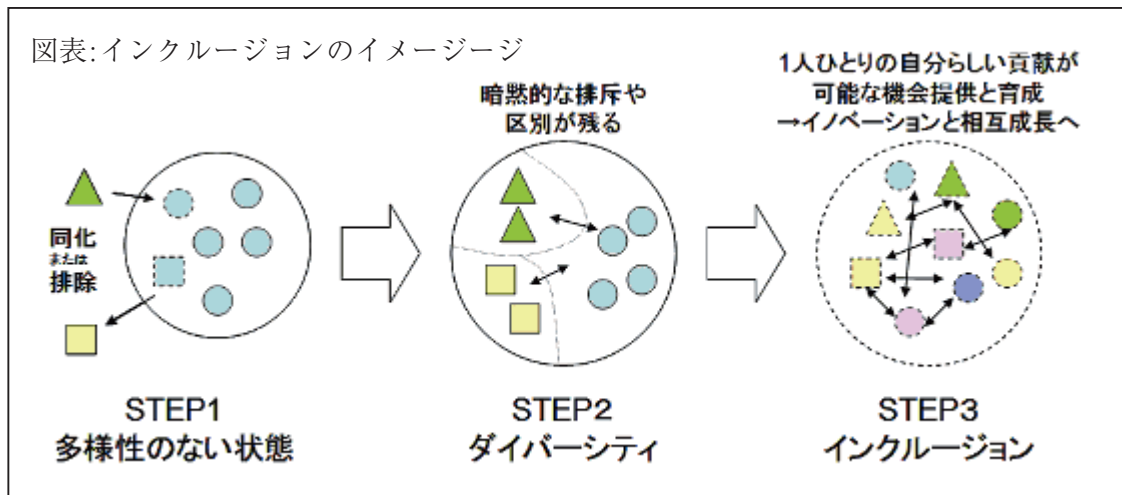 図表:インクルージョンのイメージージ
暗黙的な排斥や
区別が残る
1人ひとりの自分らしい貢献が
可能な機会提供と育成
→イノベーションと相互成長へ
同化
または
排除
STEP1
多様性のない状態
STEP2
ダイバーシティ
STEP3
インクルージョン